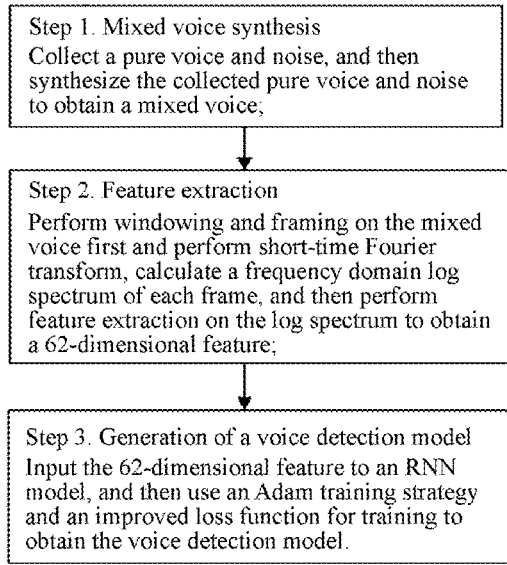 Step 1. Mixed voice synthesis
Collect a pure voice and noise, and then
synthesize the collected pure voice and noise
to obtain a mixed voice;
Step 2. Feature extraction
Perform windowing and framing on the mixed
voice first and perform short-time Fourier
transform, calculate a frequency domain log
spectrum of each frame, and then perform
feature extraction on the log spectrum to obtain
a 62-dimensional feature;
Step 3. Generation of a voice detection model
Input the 62-dimensional feature to an RNN
model, and then use an Adam training strategy
and an improved loss function for training to
obtain the voice detection model.